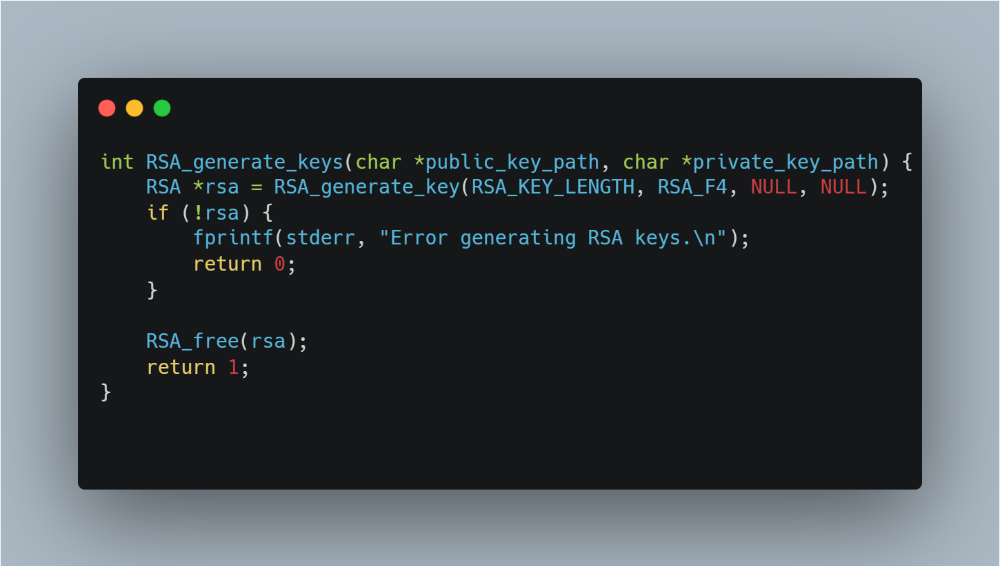 int RSA_generate_keys(char *public_key_path, char *private_key_path) {
    RSA *rsa = RSA_generate_key(RSA_KEY_LENGTH, RSA_F4, NULL, NULL);
    if (!rsa) {
        fprintf(stderr, "Error generating RSA keys.\n");
        return 0;
    }

    RSA_free(rsa);
    return 1;
}